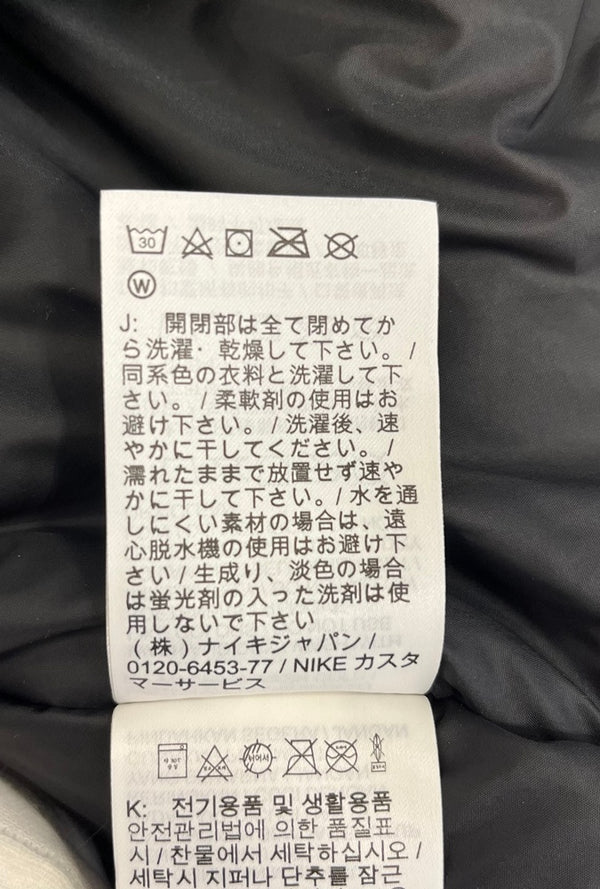 30
W
J: 開閉部は全て閉めてか
ら洗濯・乾燥して下さい。/
同系色の衣料と洗濯して下
さい。/ 柔軟剤の使用はお
避け下さい。/ 洗濯後、速
やかに干してください。/
濡れたままで放置せず速や
かに干して下さい。/ 水を通
しにくい素材の場合は、遠
心脱水機の使用はお避け下
さい / 生成り、淡色の場合
は蛍光剤の入った洗剤は使
用しないで下さい
(株) ナイキジャパン /
0120-6453-77 / NIKE カスタ
マーサービス
K: 전기용품 및 생활용품
안전관리법에 의한 품질표
시 / 찬물에서 세탁하십시오 /
세탁시 지퍼나 단추를 잠근